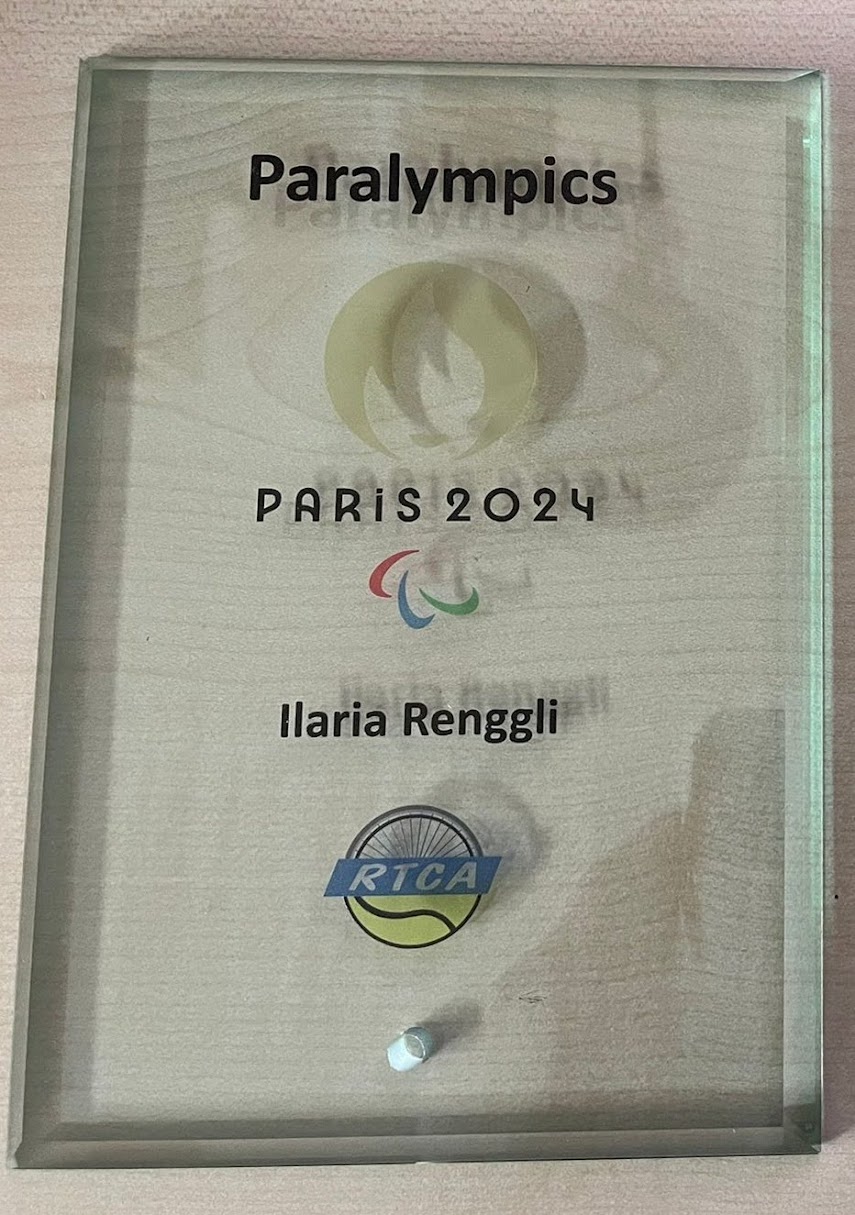 Paralympics
PARiS 2024
Ilaria Renggli
RTCA